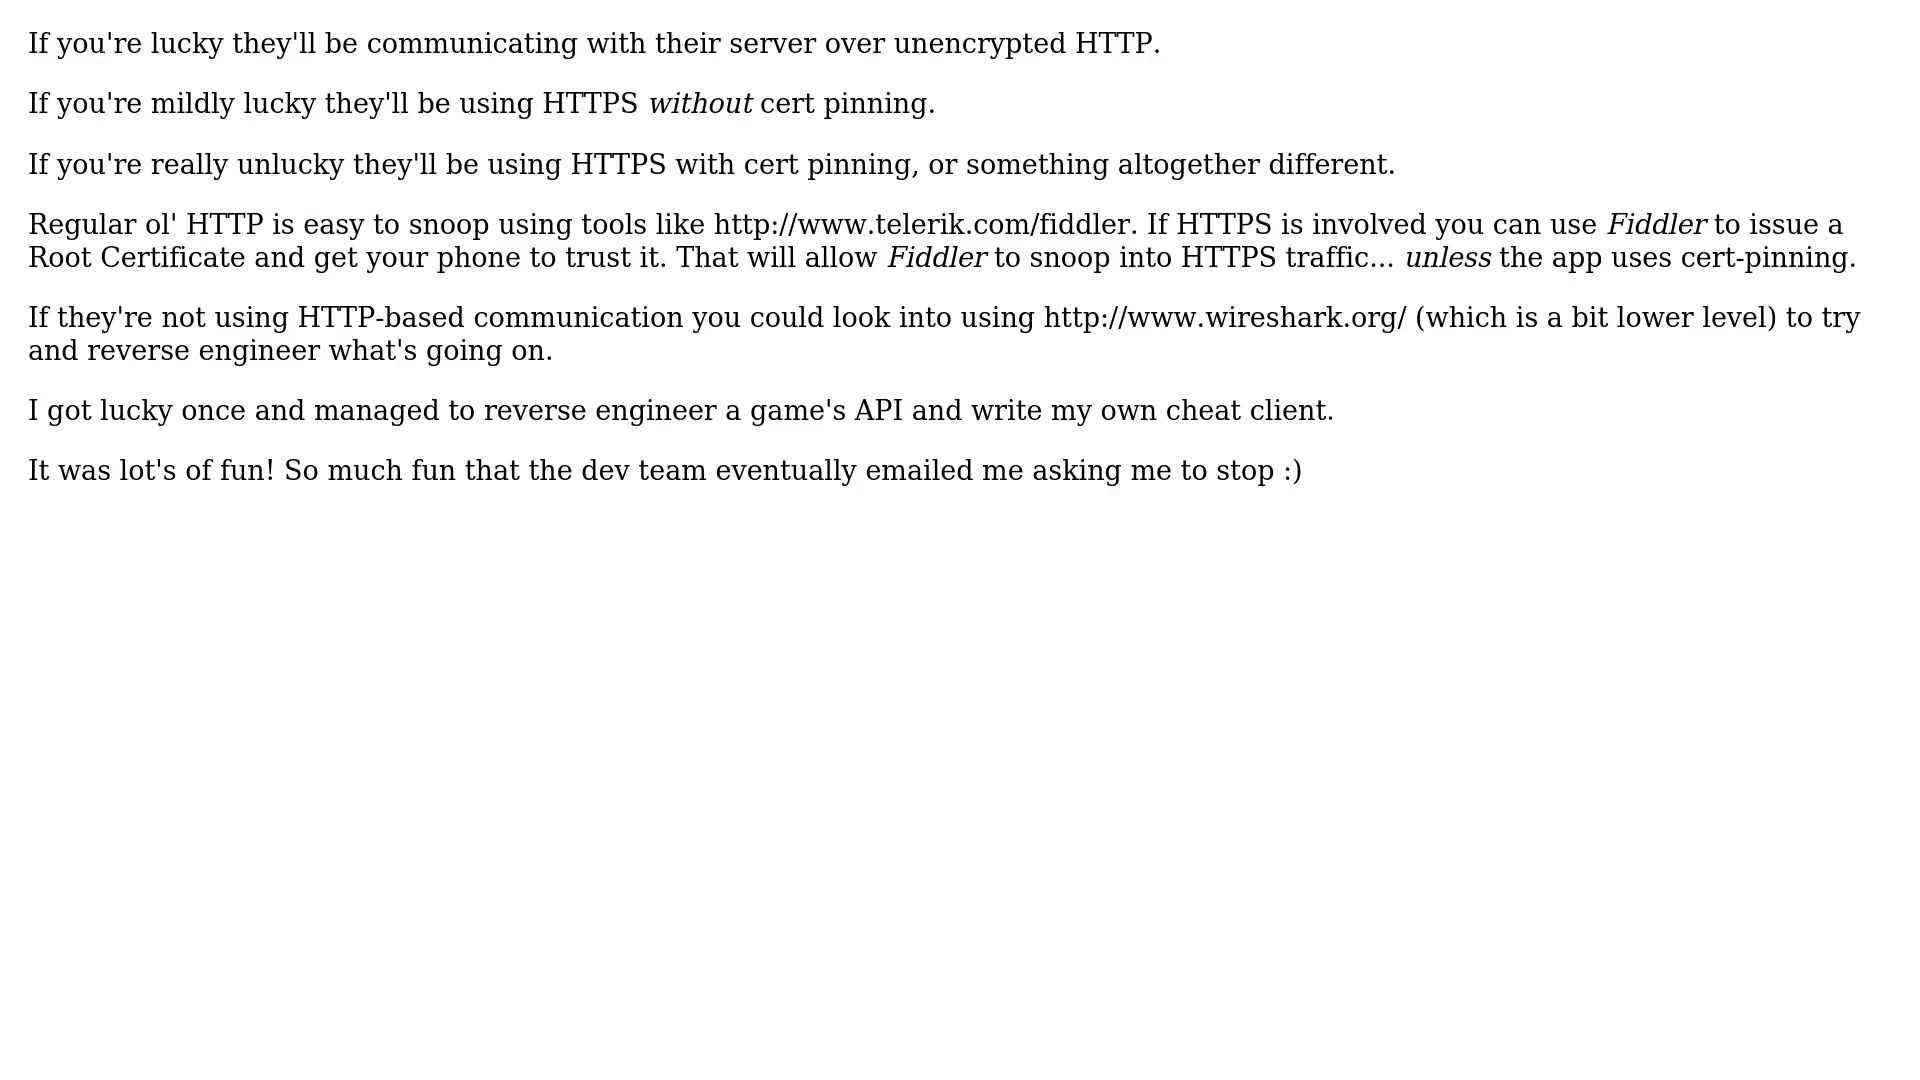 If you're lucky they'll be communicating with their server over unencrypted HTTP.
If you're mildly lucky they'll be using HTTPS without cert pinning.
If you're really unlucky they'll be using HTTPS with cert pinning, or something altogether different.
Regular ol' HTTP is easy to snoop using tools like http://www.telerik.com/fiddler. If HTTPS is involved you can use Fiddler to issue a
Root Certificate and get your phone to trust it. That will allow Fiddler to snoop into HTTPS traffic... unless the app uses cert-pinning.
If they're not using HTTP-based communication you could look into using http://www.wireshark.org/ (which is a bit lower level) to try
and reverse engineer what's going on.
I got lucky once and managed to reverse engineer a game's API and write my own cheat client.
It was lot's of fun! So much fun that the dev team eventually emailed me asking me to stop :)